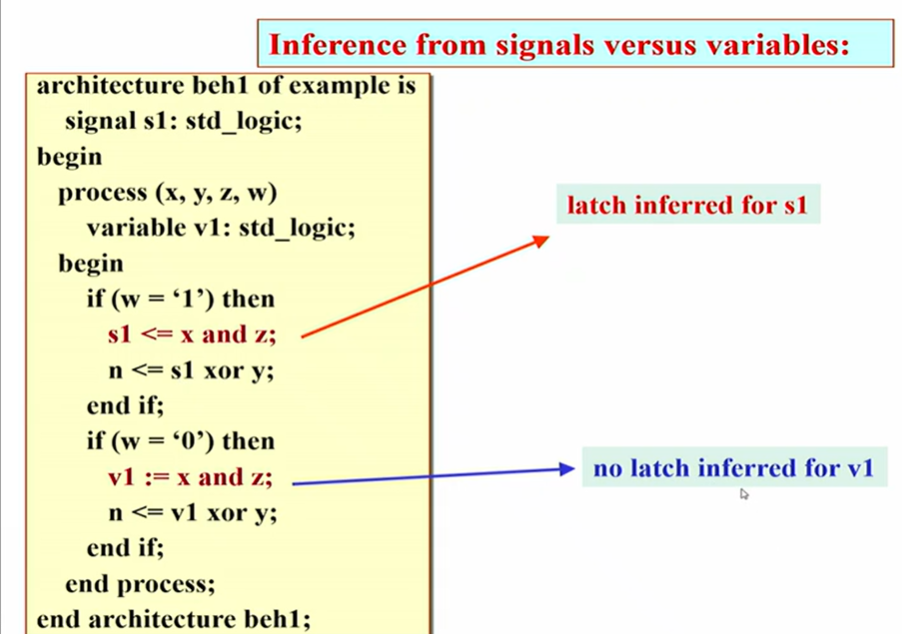 Inference from signals versus variables:
architecture beh1 of example is
signal s1: std_logic;
begin
process (x, y, z, w)
variable v1: std_logic;
begin
if (w = ‘1’) then
s1 <= x and z;
n <= s1 xor y;
end if;
if (w = ‘0’) then
v1 := x and z;
n <= v1 xor y;
end if;
end process;
end architecture beh1;
latch inferred for s1
no latch inferred for v1